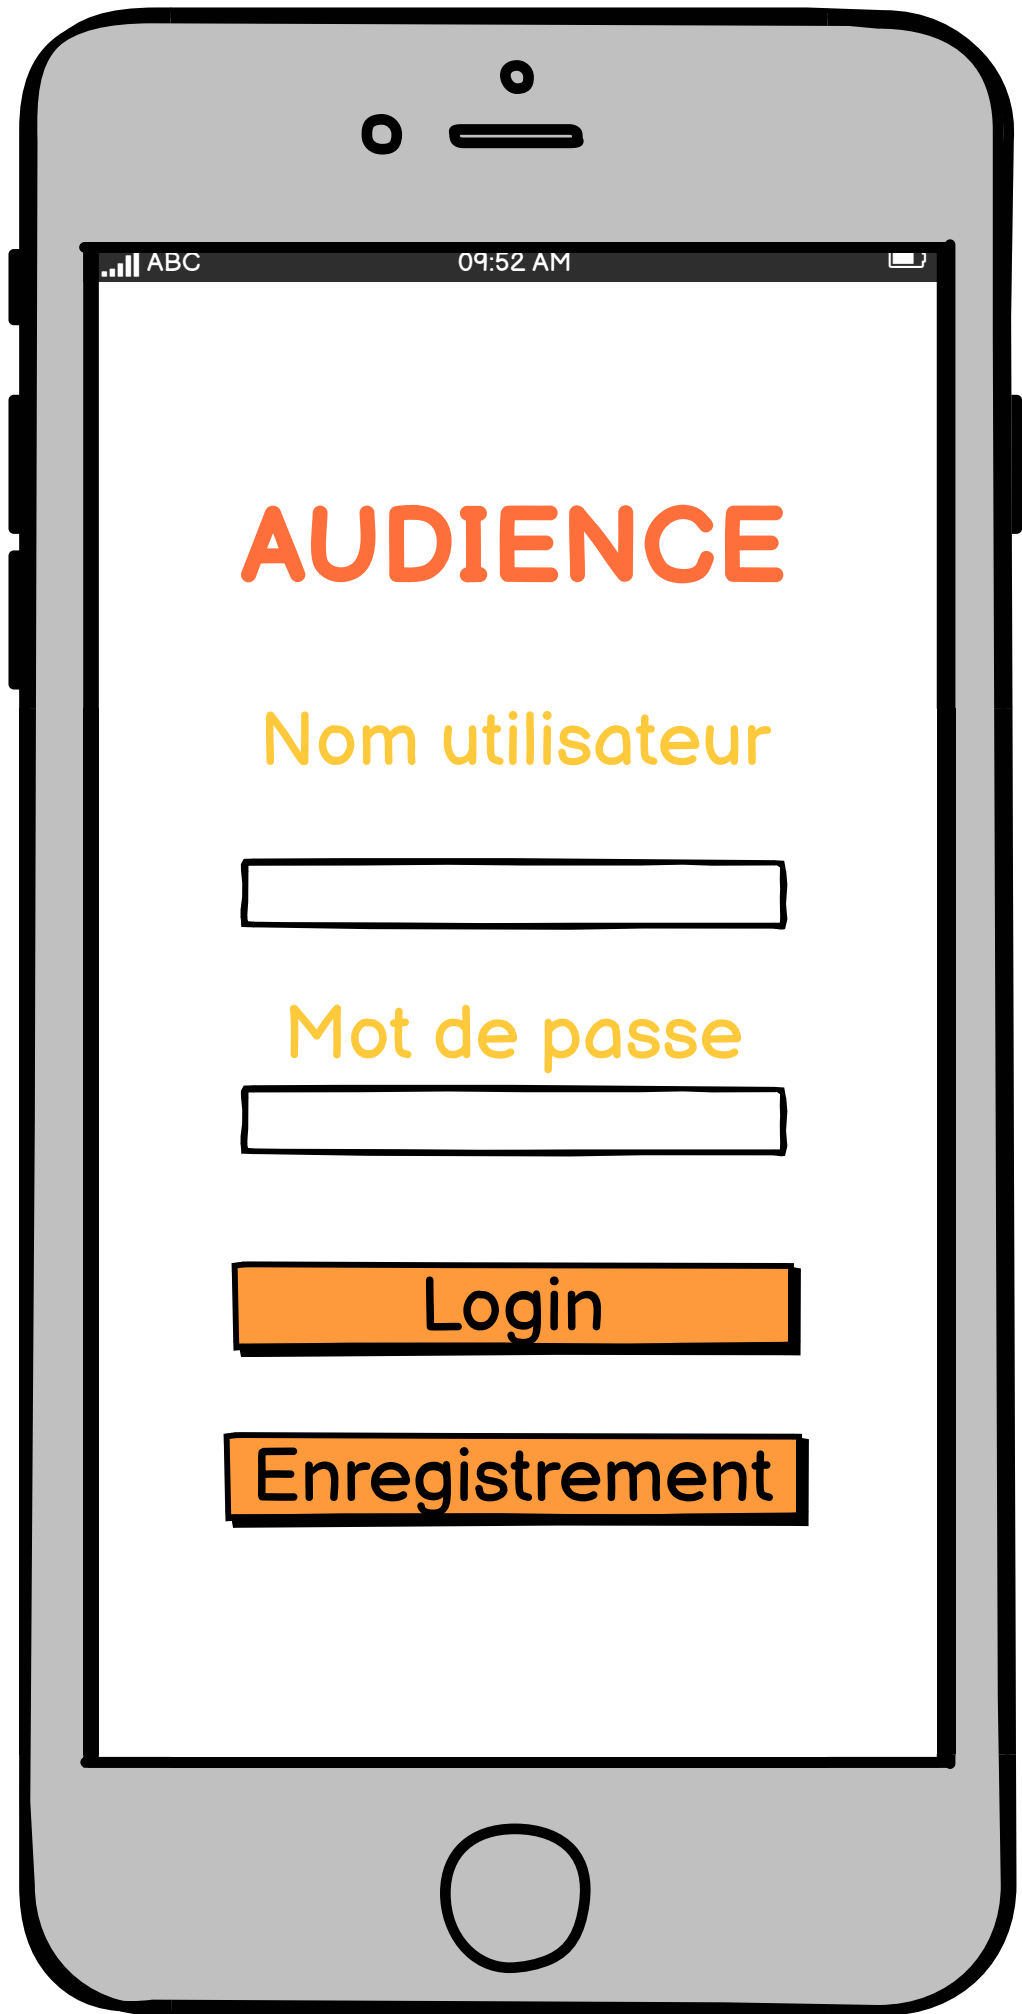 ABC 09:52 AM
AUDIENCE
Nom utilisateur
Mot de passe
Login
Enregistrement